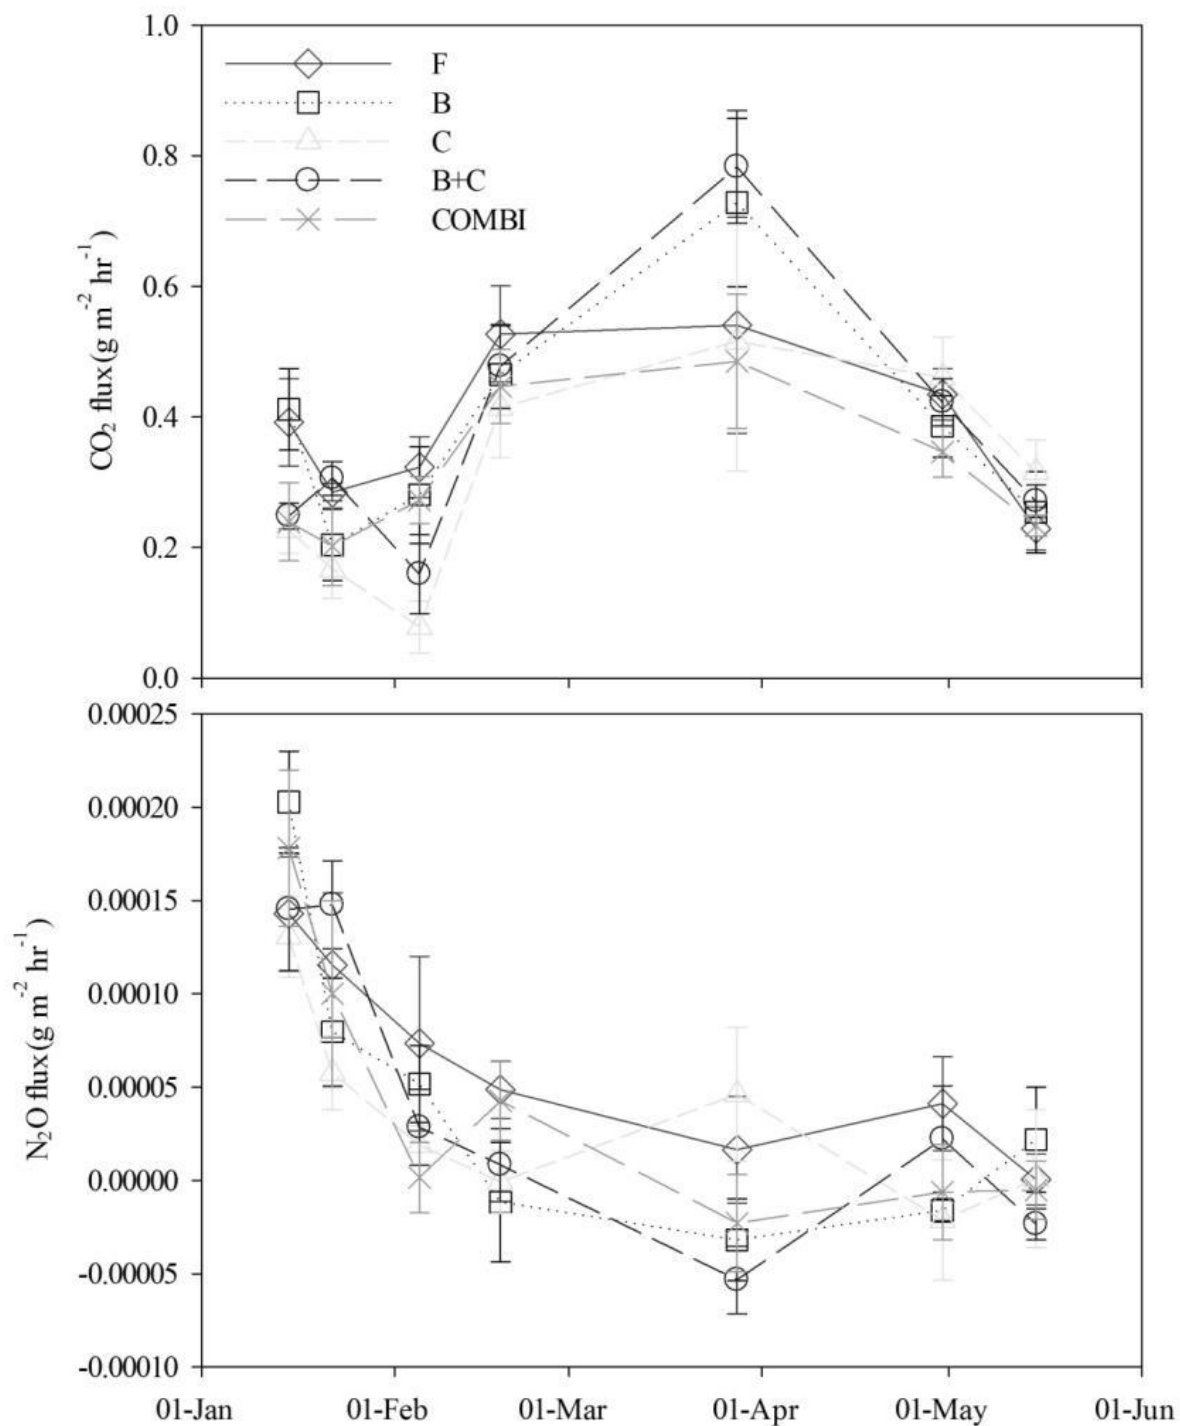 1.0
F
B
C
B+C
COMBI
0.8
0.6
0.4
0.2
0.0
CO₂ flux(g m⁻² hr⁻¹)
0.00025
0.00020
0.00015
0.00010
0.00005
0.00000
-0.00005
-0.00010
N₂O flux(g m⁻² hr⁻¹)
01-Jan 01-Feb 01-Mar 01-Apr 01-May 01-Jun